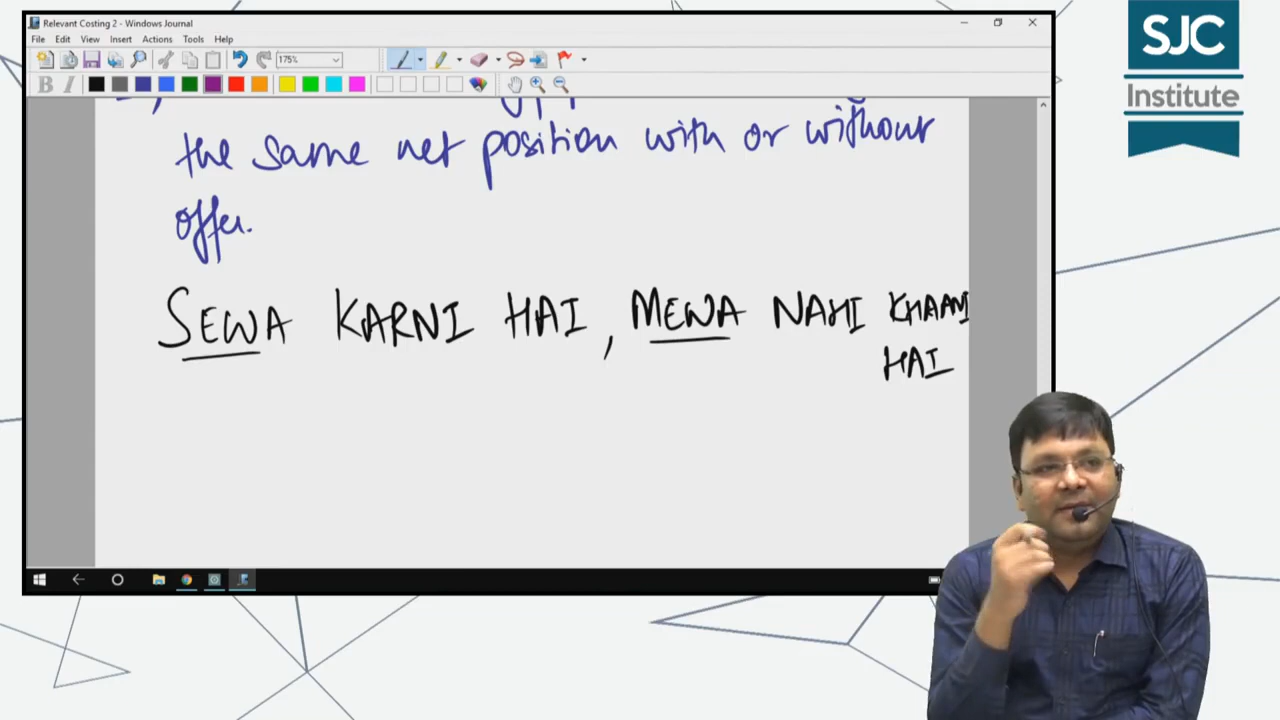 Relevant Costing 2 - Windows Journal
File Edit View Insert Actions Tools Help
175%
B I
the same net position with or without
offer.
SEWA KARNI HAI, MEWA NAHI KHAANI
HAI
SJC
Institute